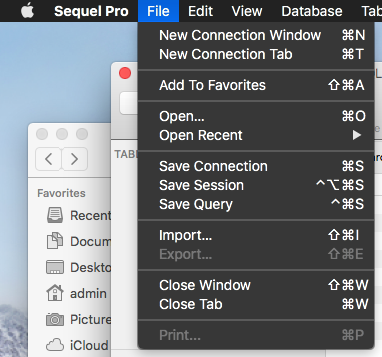 Sequel Pro File Edit View Database Tab
New Connection Window ⌘N
New Connection Tab ⌘T
Add To Favorites ⇧⌘A
Open... ⌘O
Open Recent ▶
Save Connection ⌘S
Save Session ^⌥⌘S
Save Query ^⌘S
Import... ⇧⌘I
Export... ⇧⌘E
Close Window ⇧⌘W
Close Tab ⌘W
Print... ⌘P
TABL
Favorites
Recent
Docum
Deskto
admin
Picture
iCloud